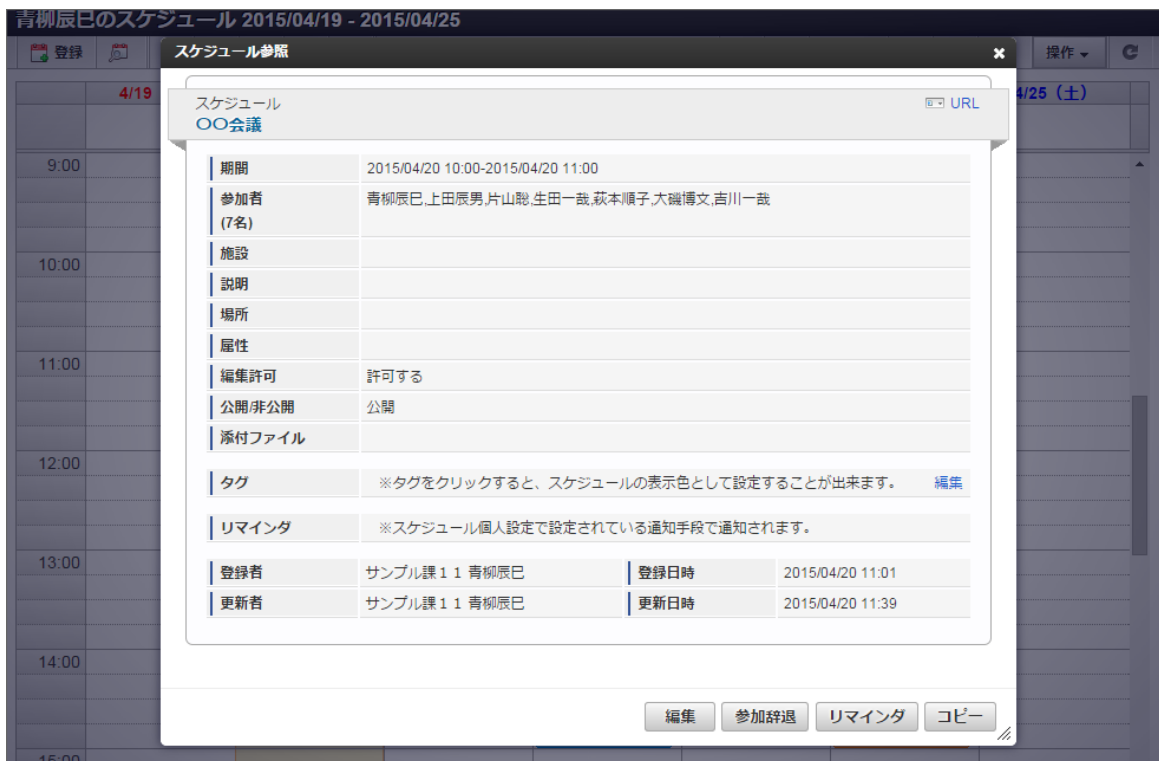 青柳辰巳のスケジュール 2015/04/19 - 2015/04/25
登録
操作
スケジュール参照
4/19
4/25（土）
スケジュール
URL
〇〇会議
期間 2015/04/20 10:00-2015/04/20 11:00
参加者 青柳辰巳,上田辰男,片山聡,生田一哉,萩本順子,大磯博文,吉川一哉
(7名)
施設
説明
場所
属性
編集許可 許可する
公開/非公開 公開
添付ファイル
タグ ※タグをクリックすると、スケジュールの表示色として設定することが出来ます。 編集
リマインダ ※スケジュール個人設定で設定されている通知手段で通知されます。
登録者 サンプル課１１ 青柳辰巳 登録日時 2015/04/20 11:01
更新者 サンプル課１１ 青柳辰巳 更新日時 2015/04/20 11:39
編集 参加辞退 リマインダ コピー
9:00
10:00
11:00
12:00
13:00
14:00
15:00